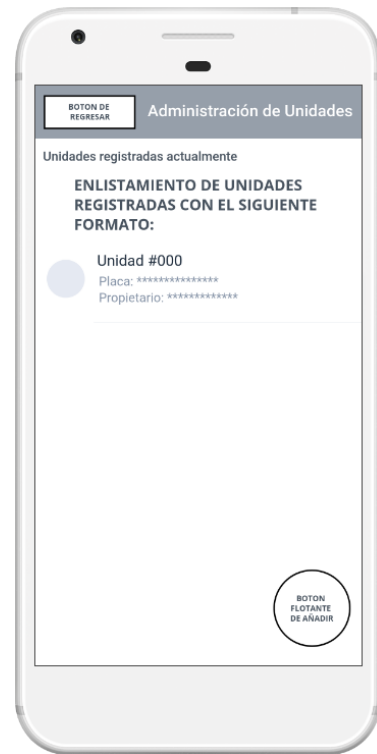 BOTON DE
REGRESAR
Administración de Unidades
Unidades registradas actualmente
ENLISTAMIENTO DE UNIDADES
REGISTRADAS CON EL SIGUIENTE
FORMATO:
Unidad #000
Placa: ***************
Propietario: *************
BOTON
FLOTANTE
DE AÑADIR